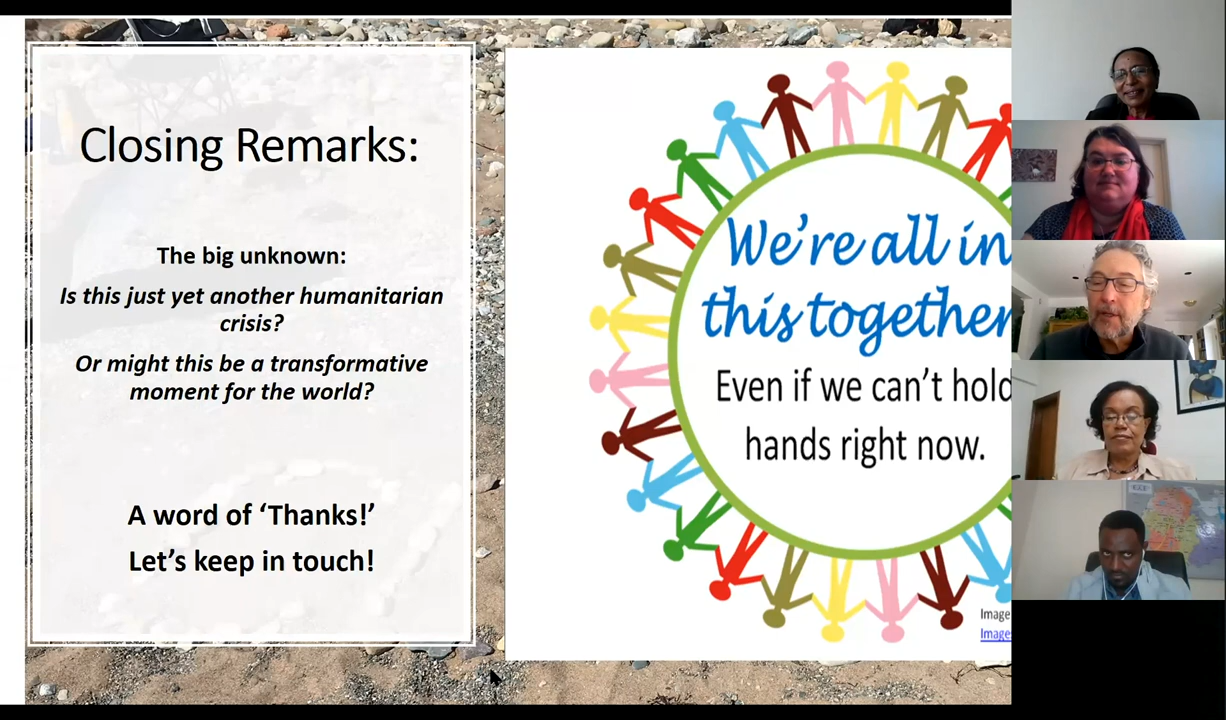 Closing Remarks:
The big unknown:
Is this just yet another humanitarian
crisis?
Or might this be a transformative
moment for the world?
A word of ‘Thanks!’
Let’s keep in touch!
We’re all in
this together
Even if we can’t hold
hands right now.
Image
Images